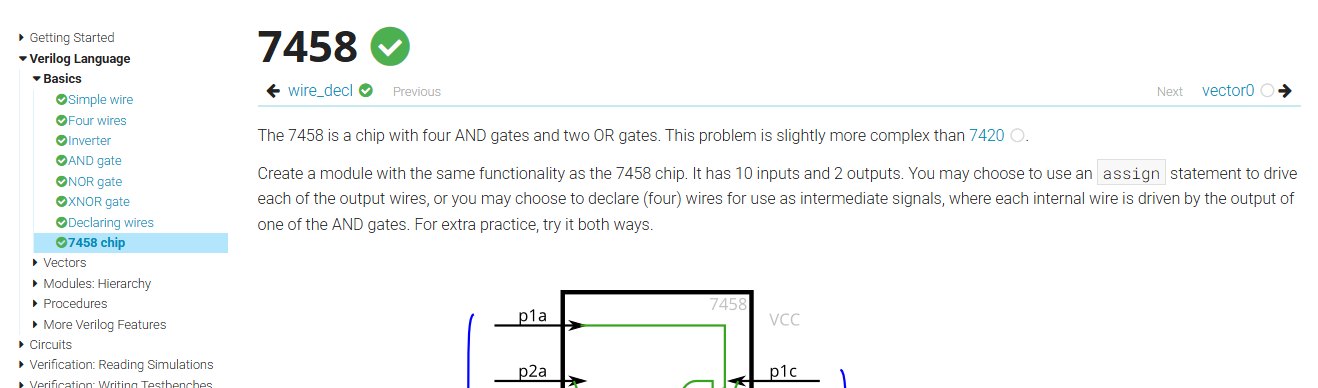 Getting Started
Verilog Language
Basics
Simple wire
Four wires
Inverter
AND gate
NOR gate
XNOR gate
Declaring wires
7458 chip
Vectors
Modules: Hierarchy
Procedures
More Verilog Features
Circuits
Verification: Reading Simulations
Verification: Writing Testbenches
7458
wire_decl Previous
Next vector0
The 7458 is a chip with four AND gates and two OR gates. This problem is slightly more complex than 7420 .
Create a module with the same functionality as the 7458 chip. It has 10 inputs and 2 outputs. You may choose to use an assign statement to drive
each of the output wires, or you may choose to declare (four) wires for use as intermediate signals, where each internal wire is driven by the output of
one of the AND gates. For extra practice, try it both ways.
7458
p1a
VCC
p2a
p1c